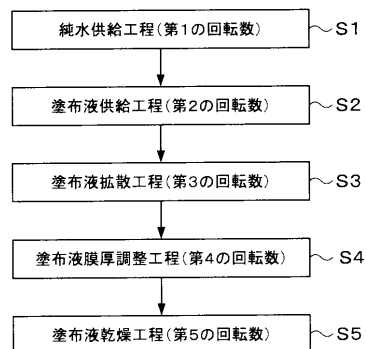 純水供給工程(第1の回転数) S1
塗布液供給工程(第2の回転数) S2
塗布液拡散工程(第3の回転数) S3
塗布液膜厚調整工程(第4の回転数) S4
塗布液乾燥工程(第5の回転数) S5